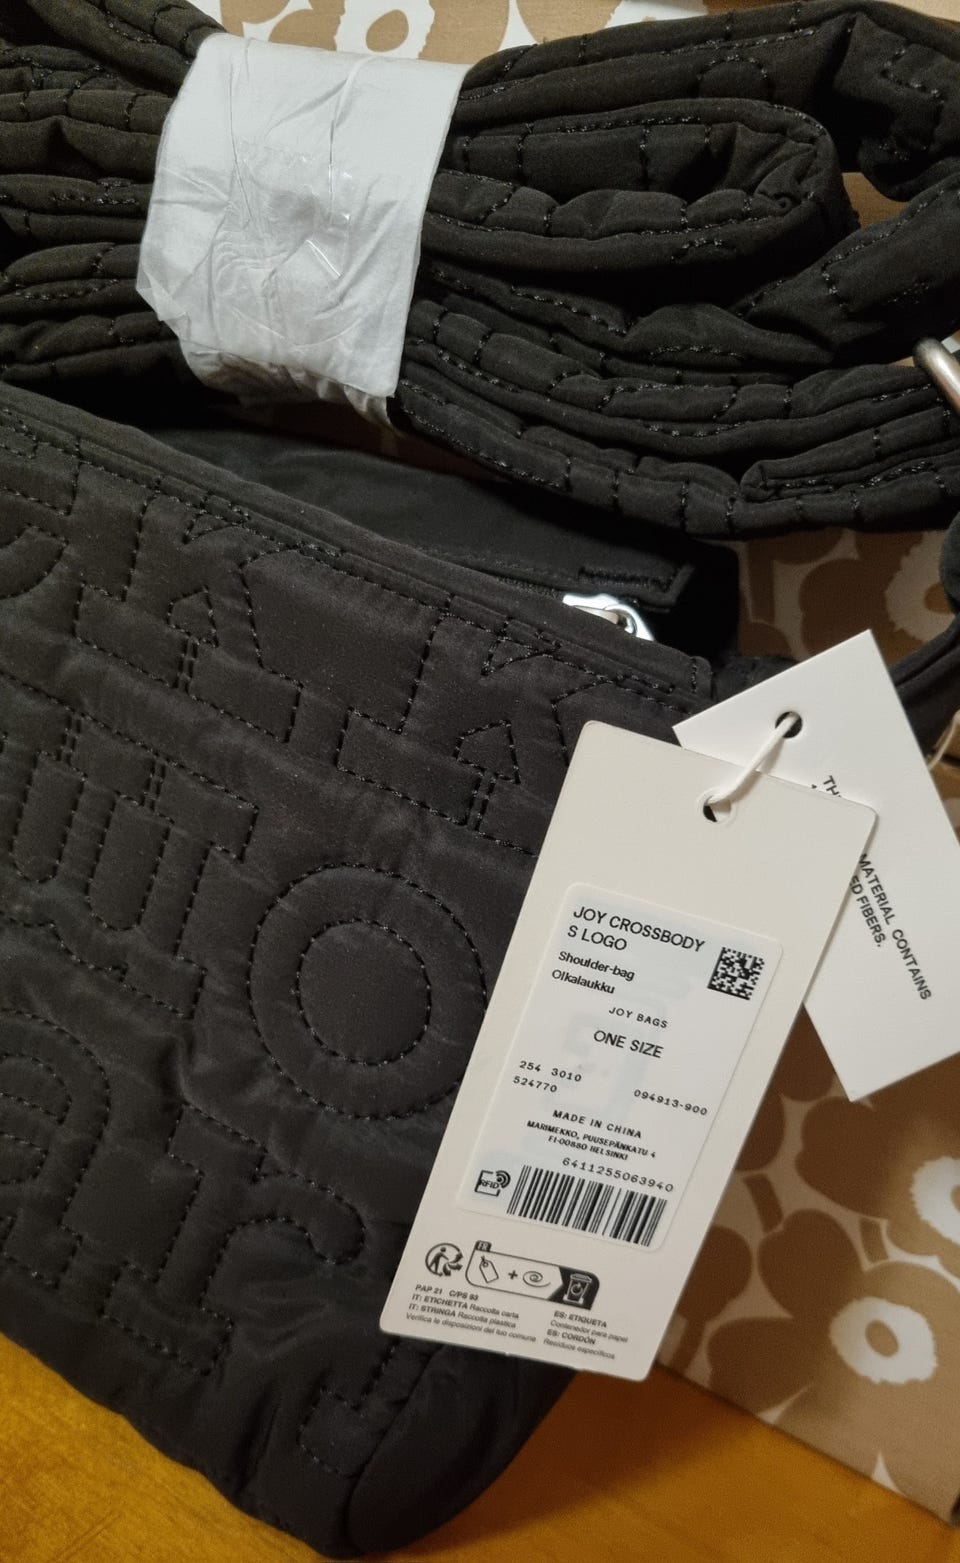 JOY CROSSBODY
S LOGO
Shoulder-bag
Olkalaukku
JOY BAGS
ONE SIZE
254 3010
524770
094913-900
MADE IN CHINA
MARIMEKKO, PUUSEPÄNKATU 4
FI-00880 HELSINKI
6411255063940
RFID
FR
PAP 21 C/PS 93
IT: ETICHETTA Raccolta carta
IT: STRINGA Raccolta plastica
Verifica le disposizioni del tuo comune
ES: ETIQUETA
Contenedor para papel
ES: CORDÓN
Residuos específicos
MATERIAL CONTAINS
FIBERS.